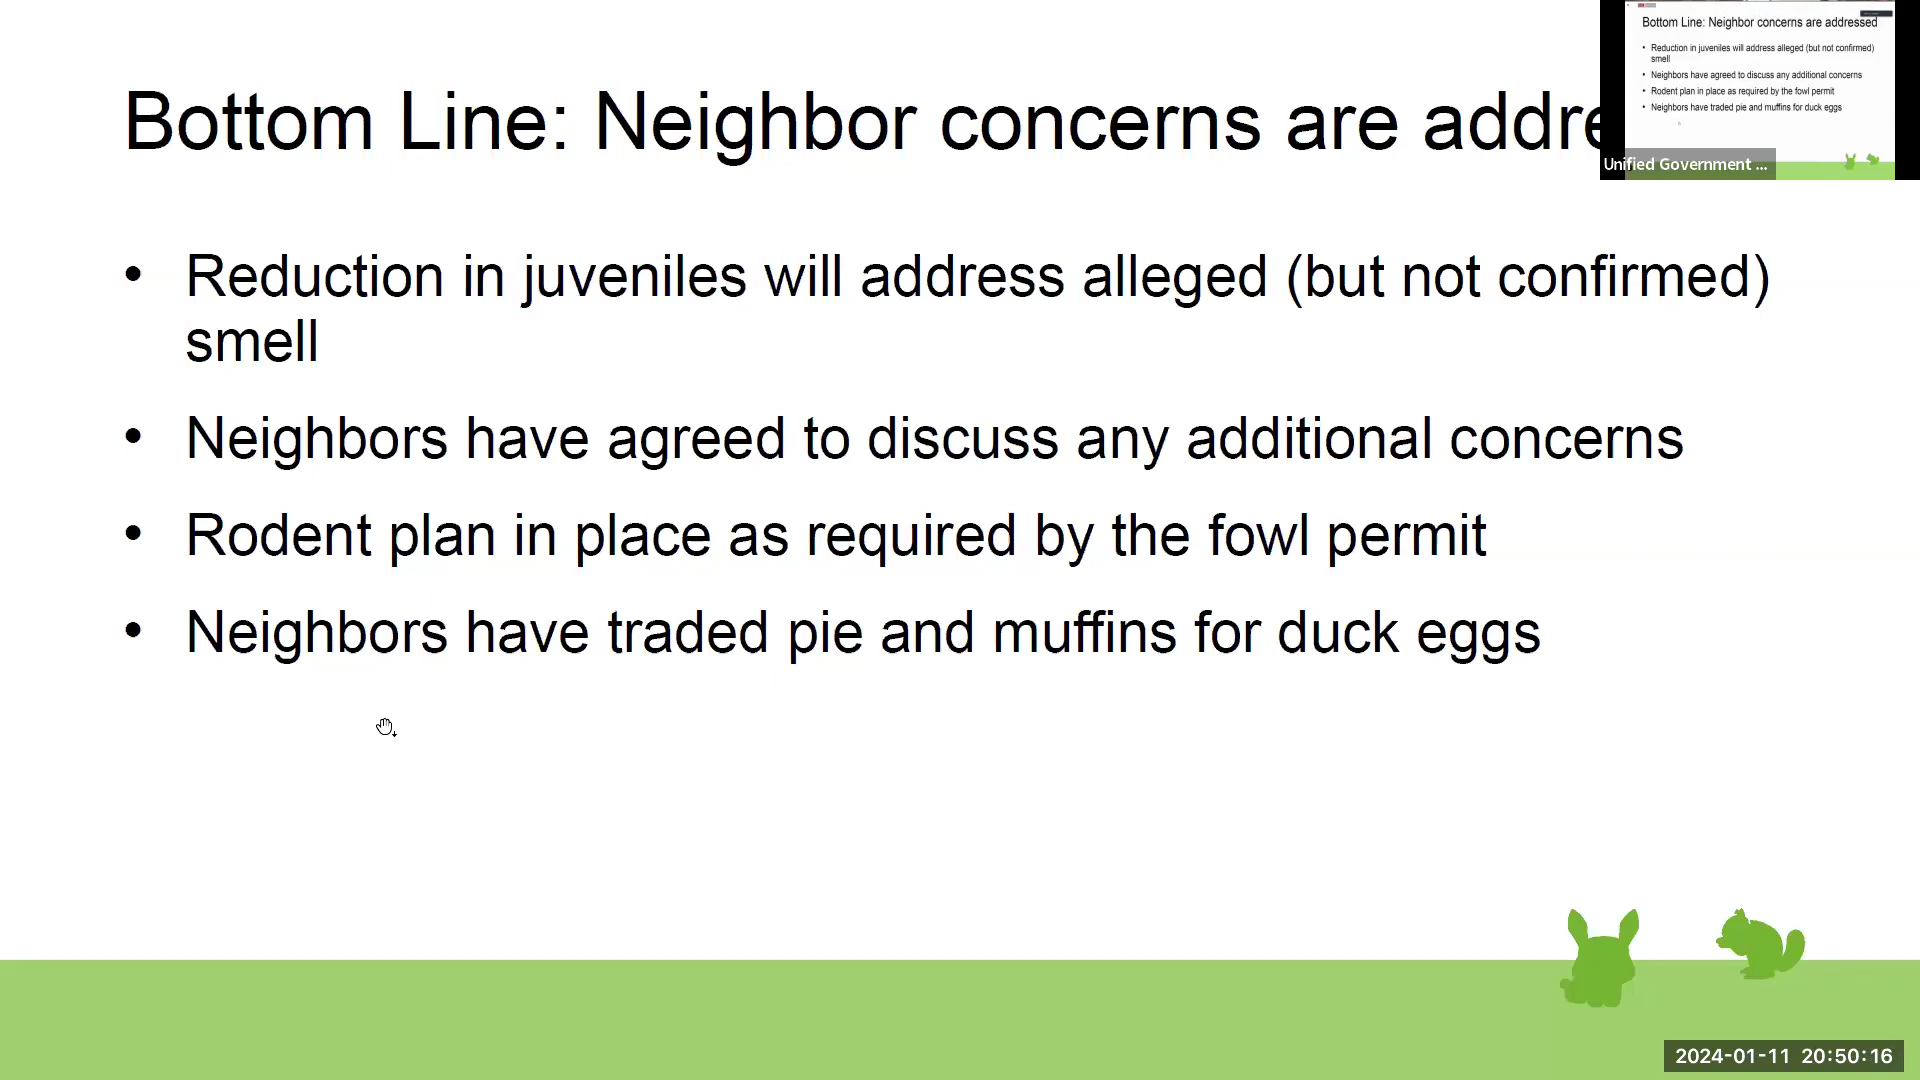 Bottom Line: Neighbor concerns are addre
• Reduction in juveniles will address alleged (but not confirmed)
smell
• Neighbors have agreed to discuss any additional concerns
• Rodent plan in place as required by the fowl permit
• Neighbors have traded pie and muffins for duck eggs
Bottom Line: Neighbor concerns are addressed
• Reduction in juveniles will address alleged (but not confirmed)
smell
• Neighbors have agreed to discuss any additional concerns
• Rodent plan in place as required by the fowl permit
• Neighbors have traded pie and muffins for duck eggs
Unified Government ...
2024-01-11 20:50:16